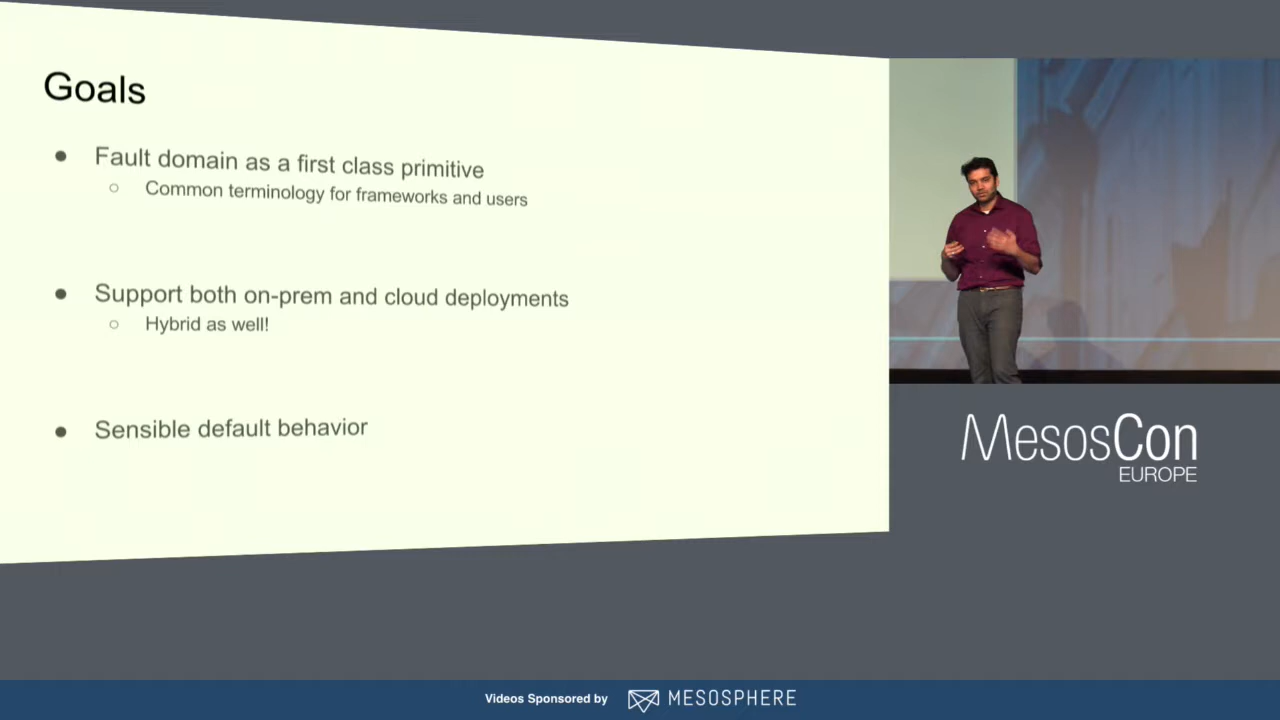 Goals
Fault domain as a first class primitive
Common terminology for frameworks and users
Support both on-prem and cloud deployments
Hybrid as well!
Sensible default behavior
MesosCon
EUROPE
Videos Sponsored by MESOSPHERE